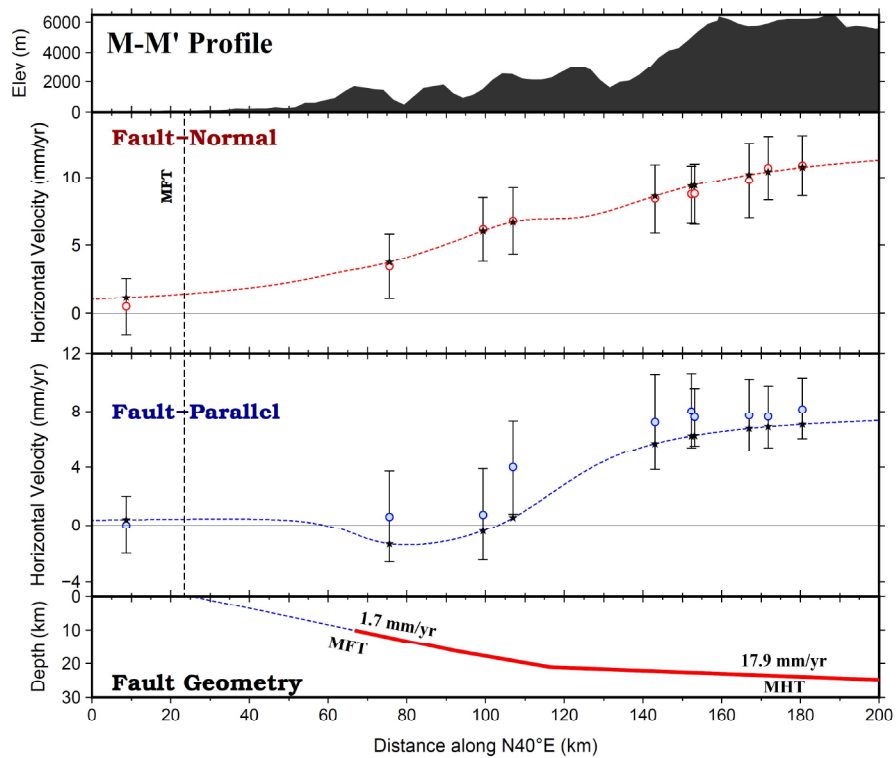 6000
4000
2000
0
Elev (m)
M-M' Profile
Fault-Normal
MFT
10
5
0
Horizontal Velocity (mm/yr)
12
8
4
0
−4
Horizontal Velocity (mm/yr)
Fault-Parallel
0
10
20
30
Depth (km)
1.7 mm/yr
MFT
17.9 mm/yr
MHT
Fault Geometry
0 20 40 60 80 100 120 140 160 180 200
Distance along N40°E (km)